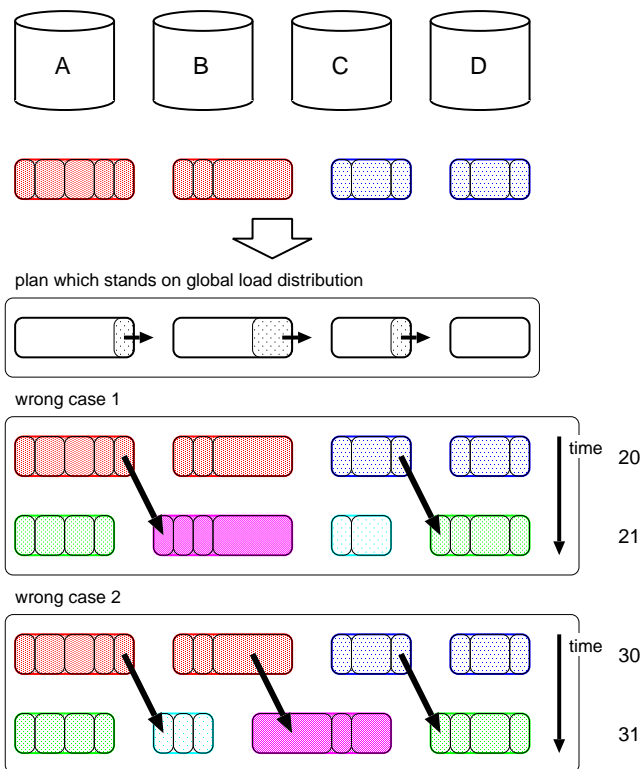 A B C D
plan which stands on global load distribution
wrong case 1
time 20
21
wrong case 2
time 30
31